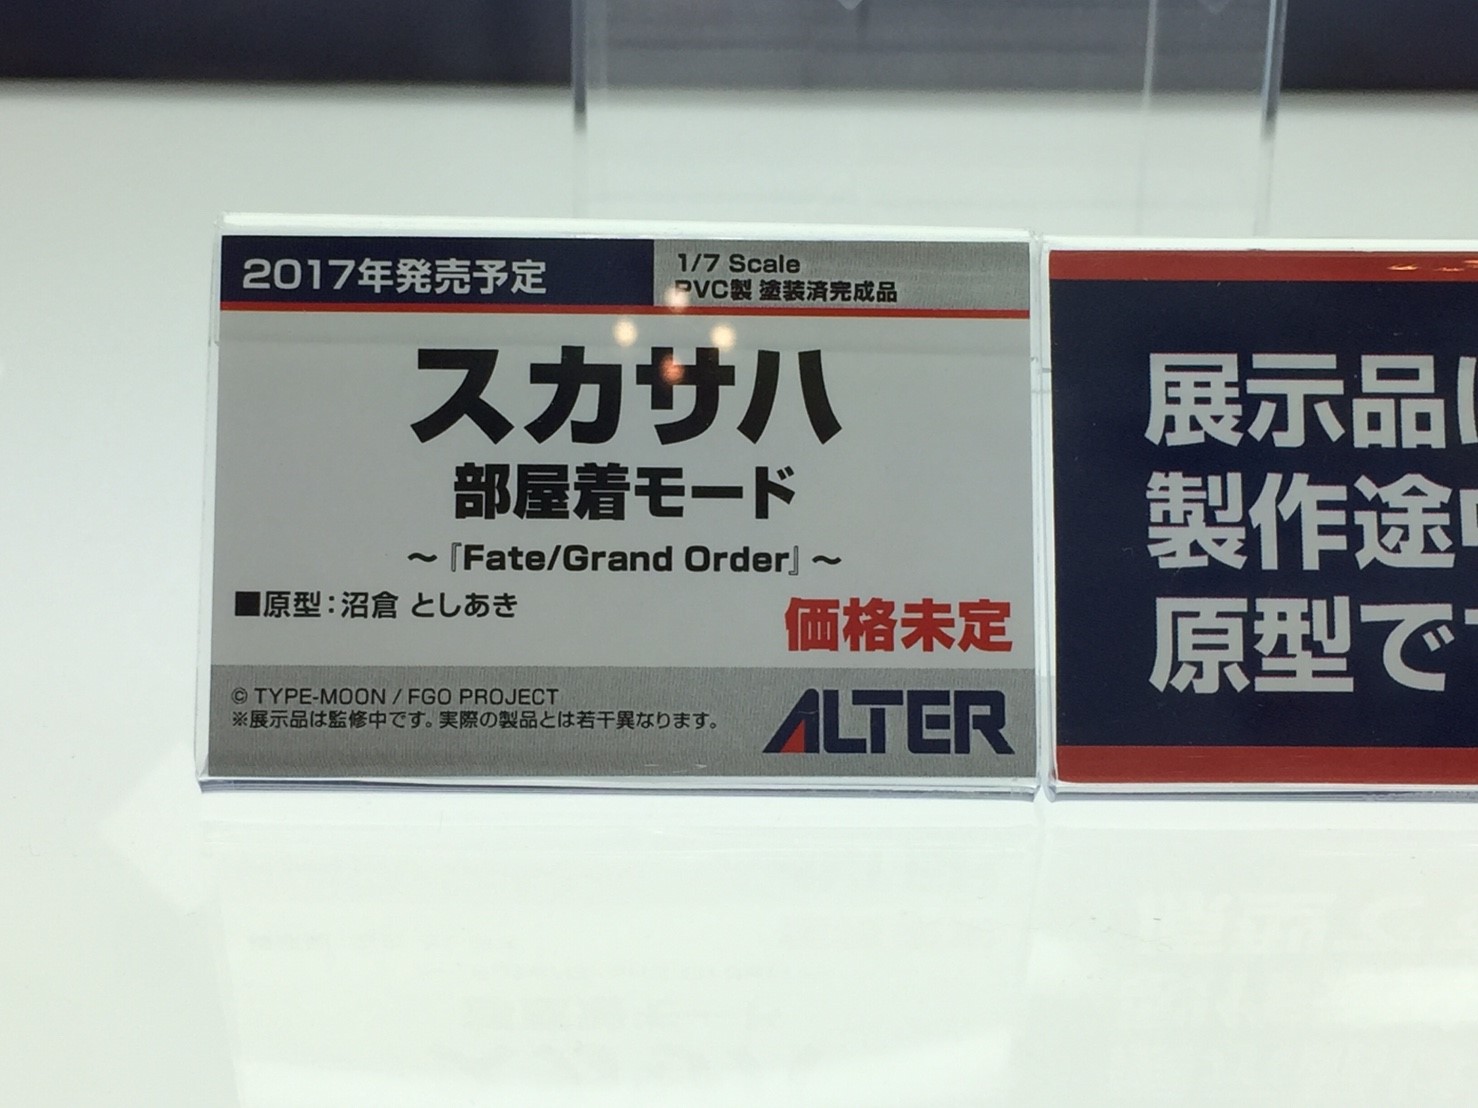 2017年発売予定
1/7 Scale
PVC製 塗装済完成品
スカサハ
部屋着モード
～『Fate/Grand Order』～
■原型：沼倉 としあき
価格未定
© TYPE-MOON / FGO PROJECT
※展示品は監修中です。実際の製品とは若干異なります。
ALTER
展示品は
製作途中
原型で